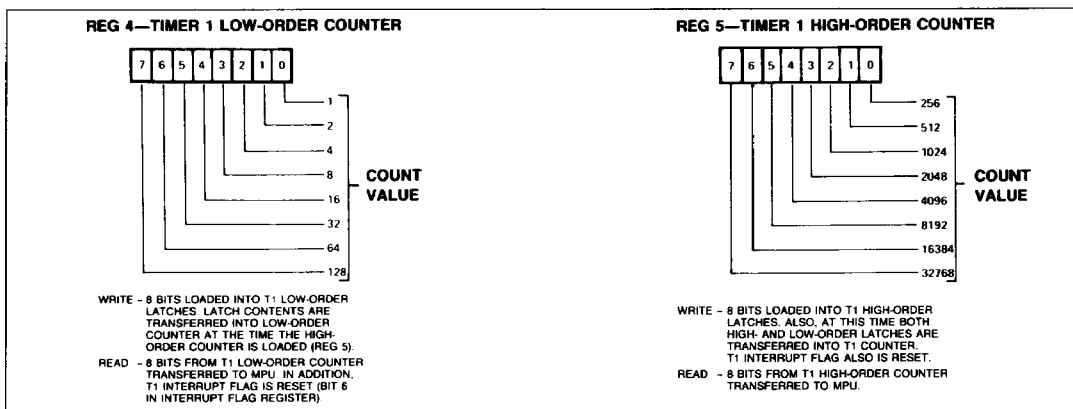 REG 4—TIMER 1 LOW-ORDER COUNTER
7 6 5 4 3 2 1 0
1
2
4
8
16
32
64
128
COUNT
VALUE
WRITE - 8 BITS LOADED INTO T1 LOW-ORDER
LATCHES. LATCH CONTENTS ARE
TRANSFERRED INTO LOW-ORDER
COUNTER AT THE TIME THE HIGH-
ORDER COUNTER IS LOADED (REG 5).
READ - 8 BITS FROM T1 LOW-ORDER COUNTER
TRANSFERRED TO MPU. IN ADDITION,
T1 INTERRUPT FLAG IS RESET (BIT 6
IN INTERRUPT FLAG REGISTER).
REG 5—TIMER 1 HIGH-ORDER COUNTER
7 6 5 4 3 2 1 0
256
512
1024
2048
4096
8192
16384
32768
COUNT
VALUE
WRITE - 8 BITS LOADED INTO T1 HIGH-ORDER
LATCHES. ALSO, AT THIS TIME BOTH
HIGH- AND LOW-ORDER LATCHES ARE
TRANSFERRED INTO T1 COUNTER.
T1 INTERRUPT FLAG ALSO IS RESET.
READ - 8 BITS FROM T1 HIGH-ORDER COUNTER
TRANSFERRED TO MPU.